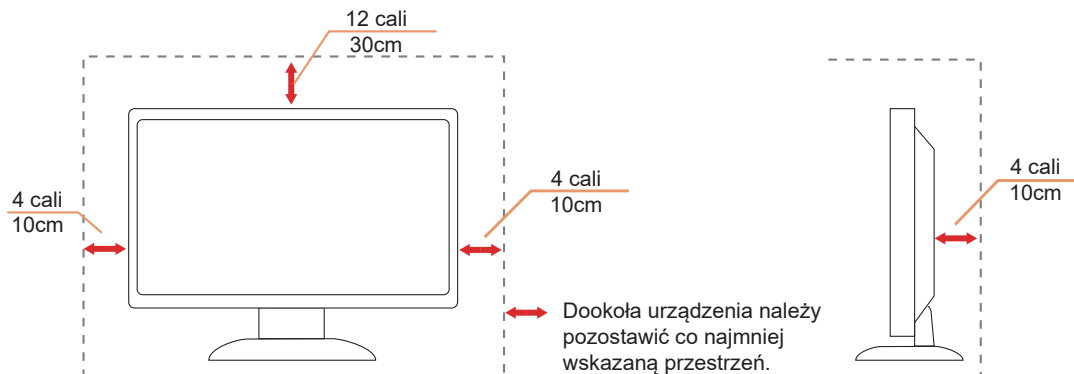 12 cali
30cm
4 cali
10cm
4 cali
10cm
4 cali
10cm
Dookoła urządzenia należy
pozostawić co najmniej
wskazaną przestrzeń.